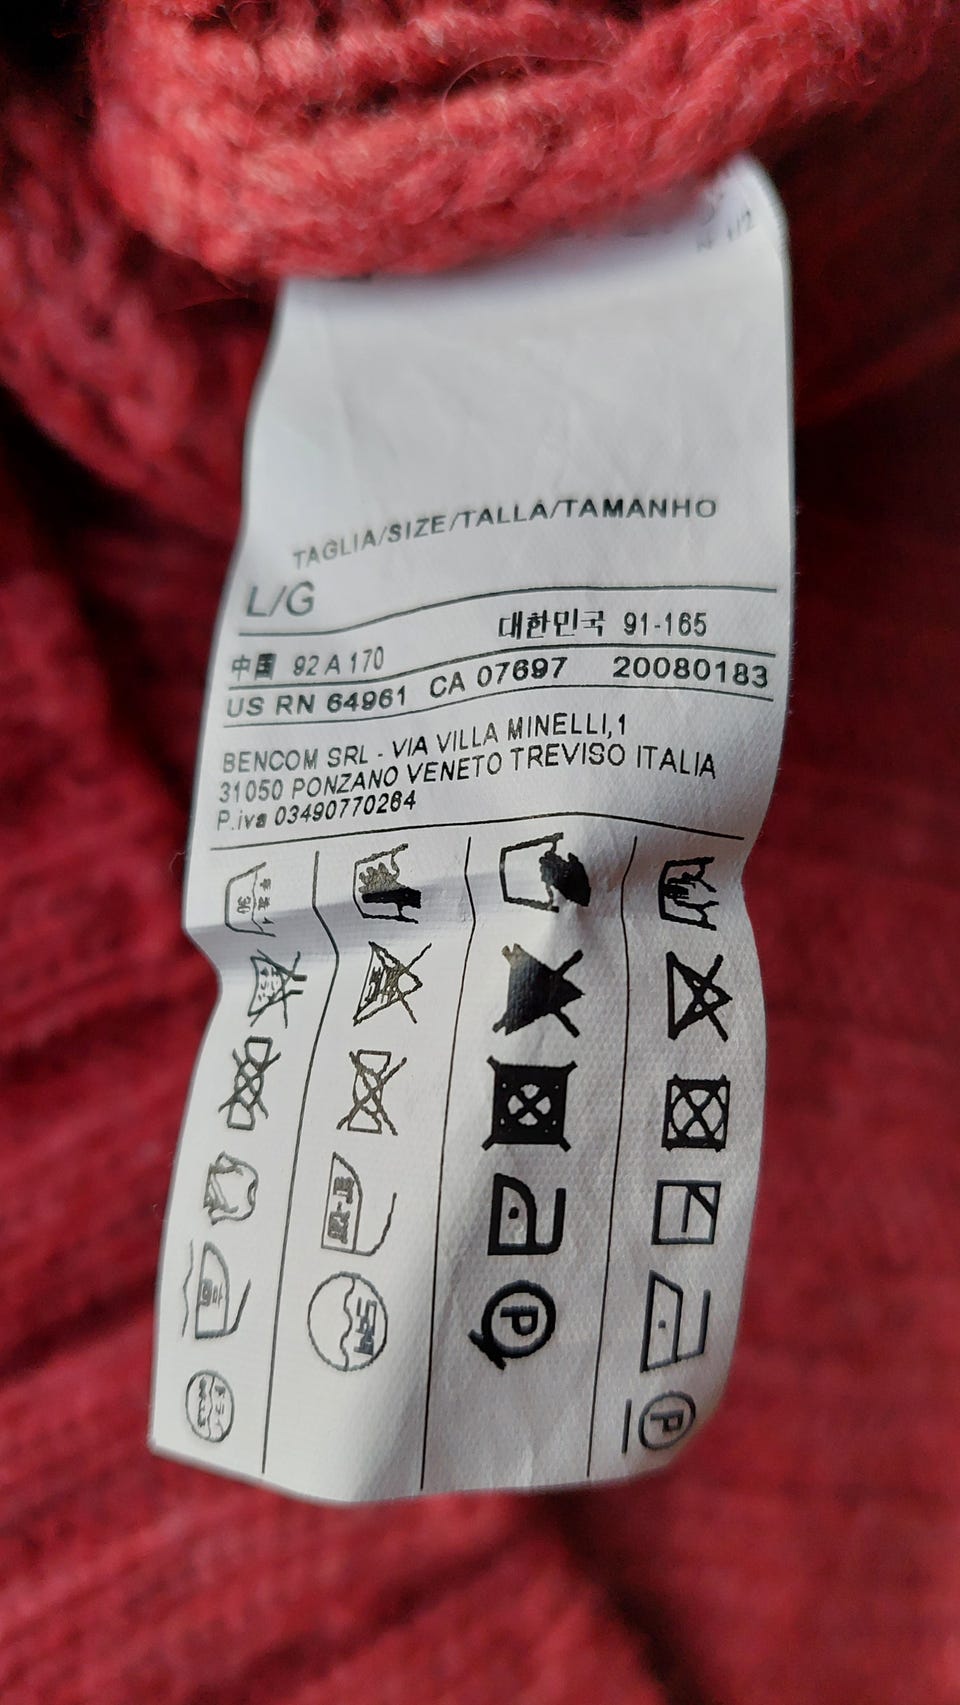 TAGLIA/SIZE/TALLA/TAMANHO
L/G
대한민국 91-165
中国 92 A 170
US RN 64961 CA 07697 20080183
BENCOM SRL - VIA VILLA MINELLI,1
31050 PONZANO VENETO TREVISO ITALIA
P.iva 03490770264
30
P
P